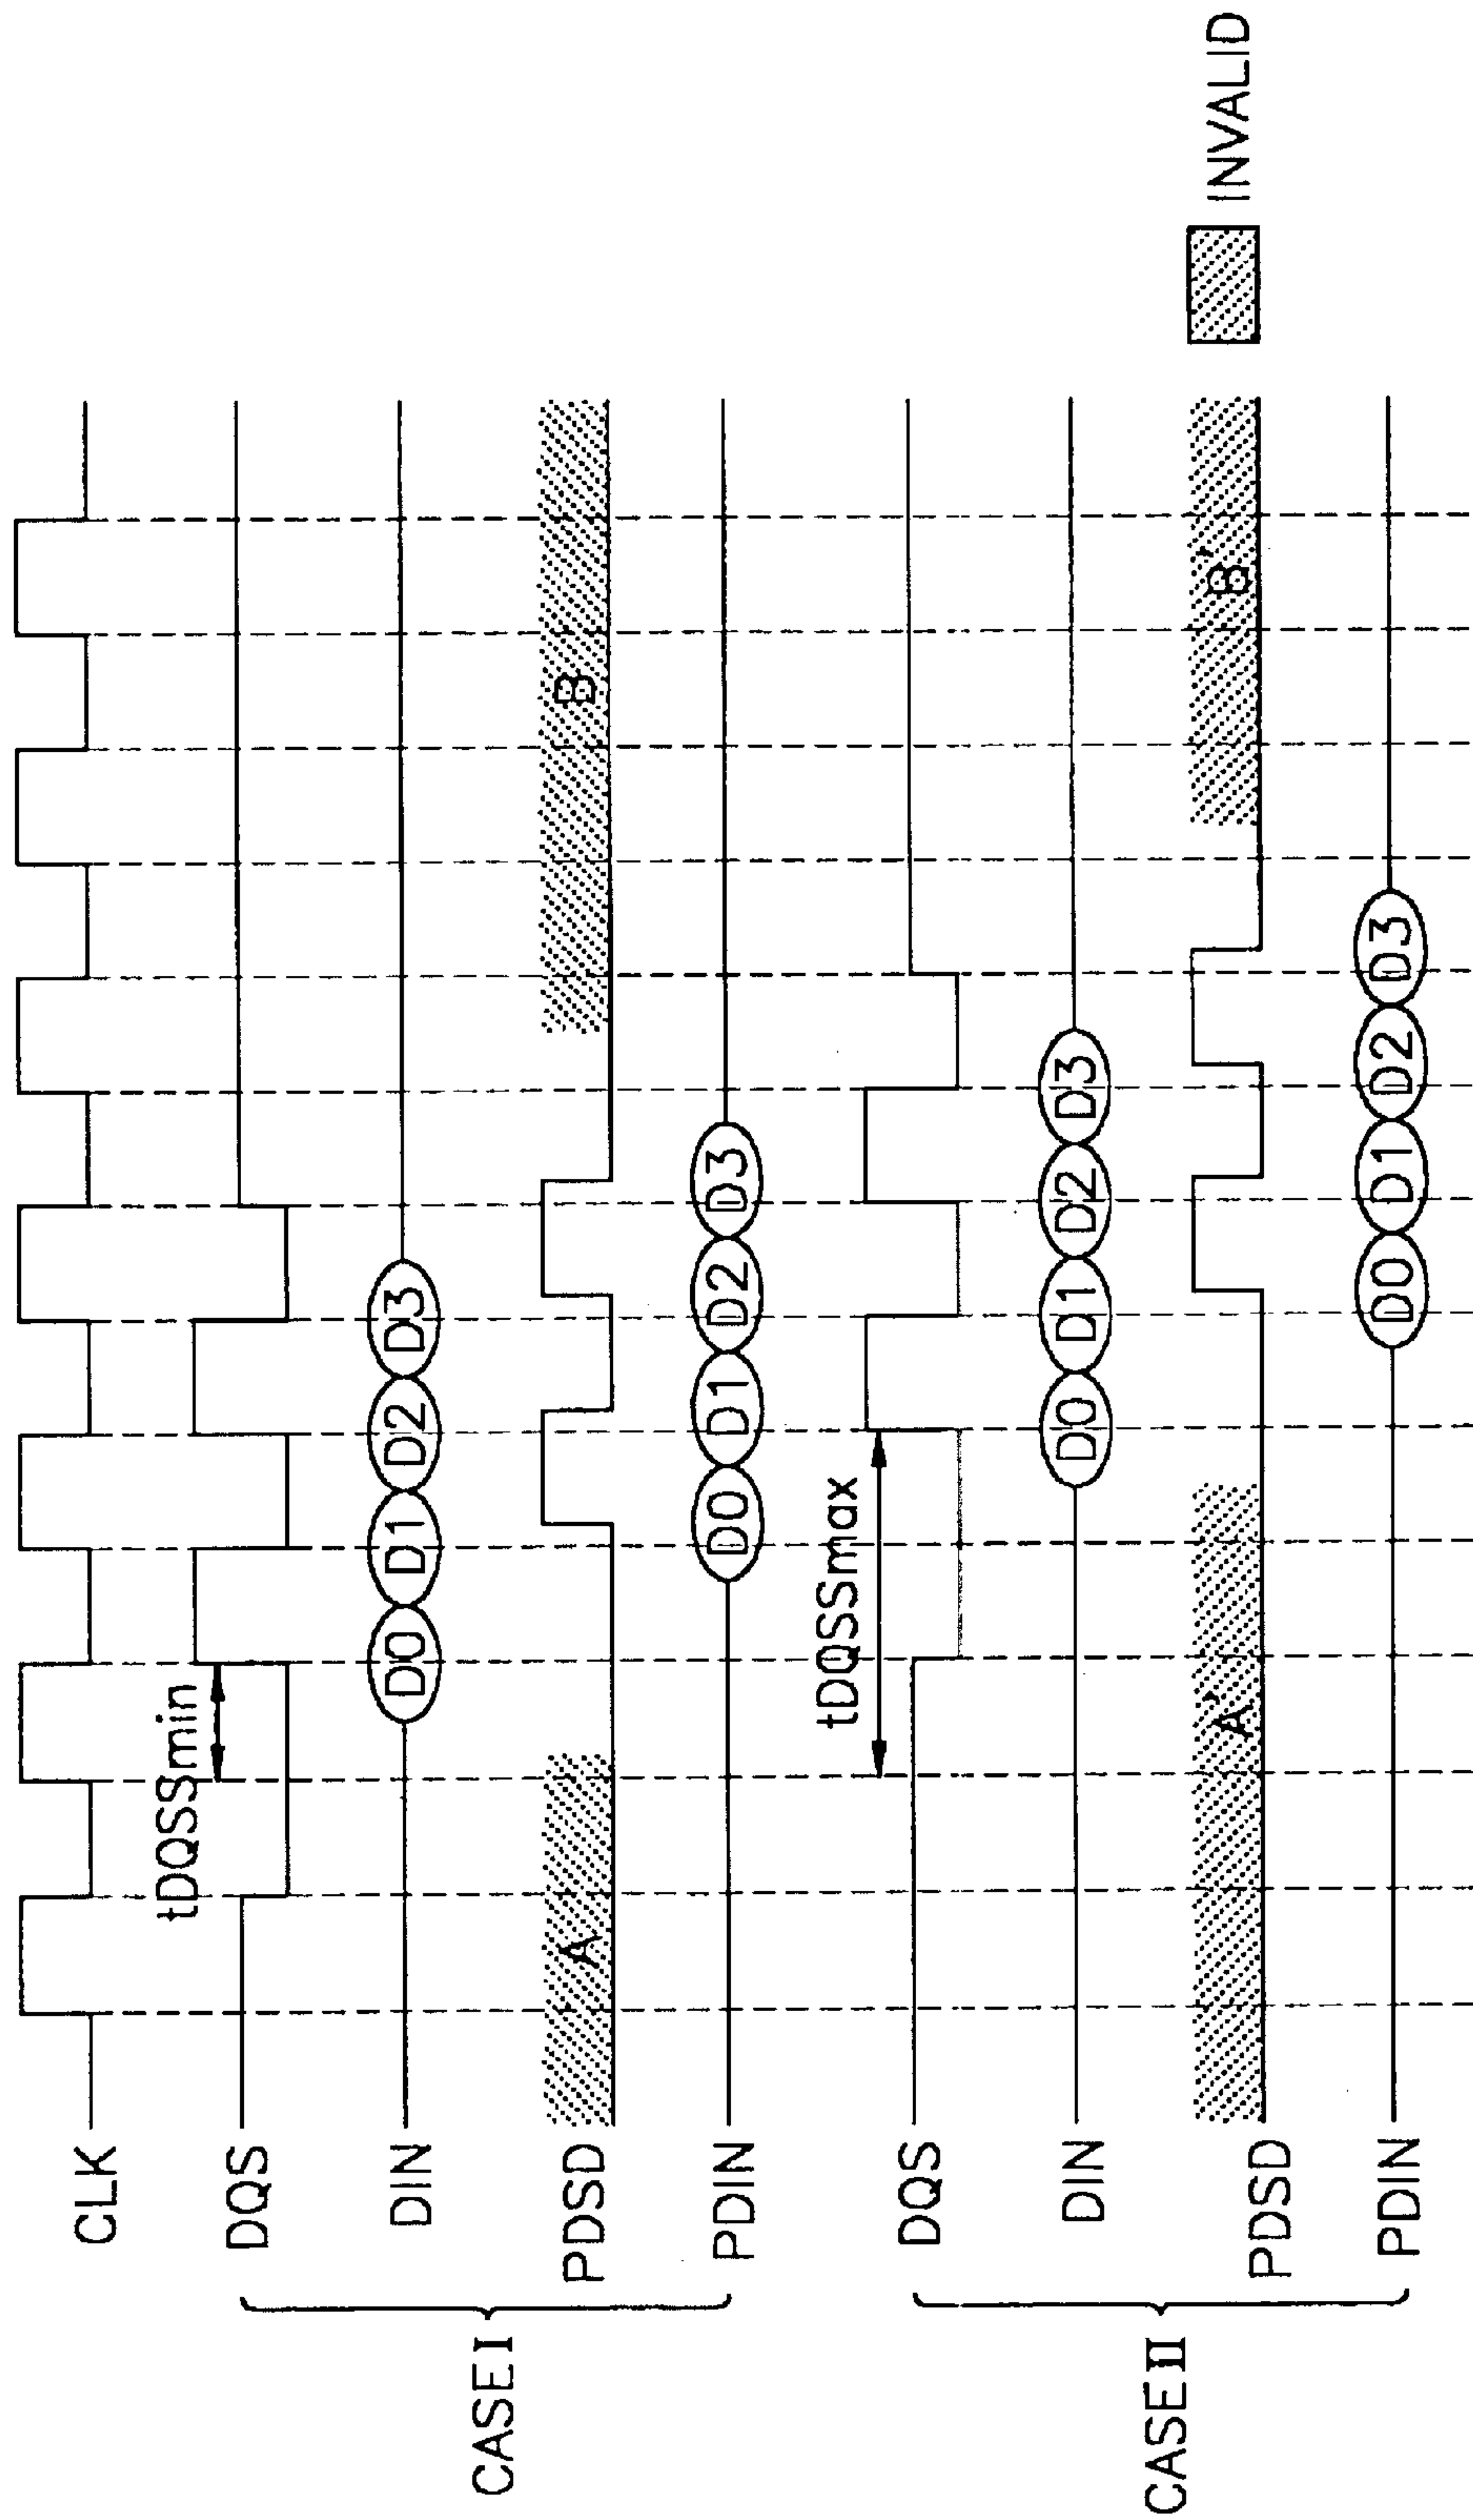 CLK
tDQSSmin
DQS
DIN
D0 D1 D2 D3
PDSD
A
B
PDIN
D0 D1 D2 D3
CASE I
tDQSSmax
DQS
DIN
D0 D1 D2 D3
PDSD
A'
B'
INVALID
PDIN
D0 D1 D2 D3
CASE II